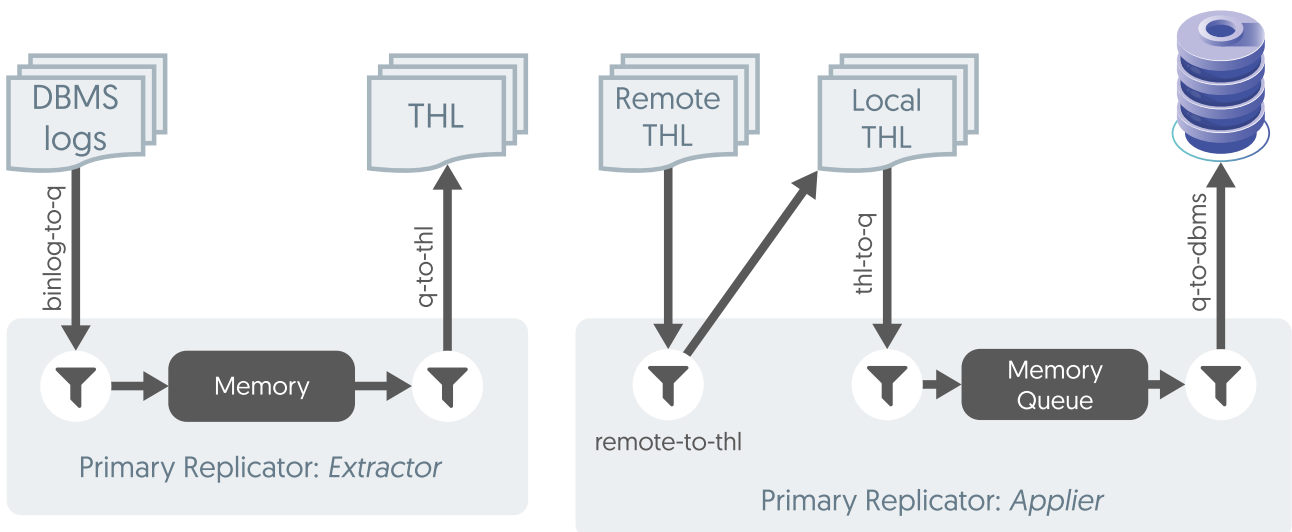 DBMS
logs
THL
binlog-to-q
q-to-thl
Memory
Primary Replicator: Extractor
Remote
THL
Local
THL
thl-to-q
q-to-dbms
Memory
Queue
remote-to-thl
Primary Replicator: Applier